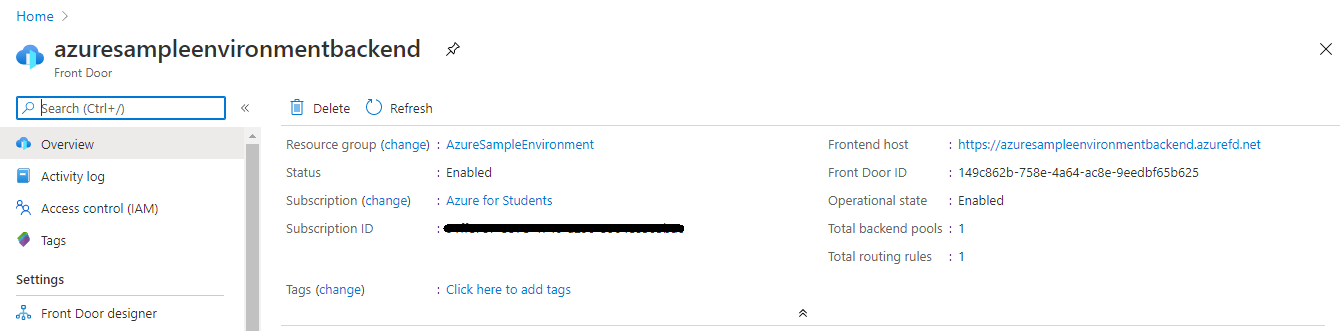 Home
azuresampleenvironmentbackend
Front Door
Search (Ctrl+/)
«
Delete
Refresh
Overview
Activity log
Access control (IAM)
Tags
Settings
Front Door designer
Resource group (change) : AzureSampleEnvironment
Status : Enabled
Subscription (change) : Azure for Students
Subscription ID :
Tags (change) : Click here to add tags
Frontend host : https://azuresampleenvironmentbackend.azurefd.net
Front Door ID : 149c862b-758e-4a64-ac8e-9eedbf65b625
Operational state : Enabled
Total backend pools : 1
Total routing rules : 1